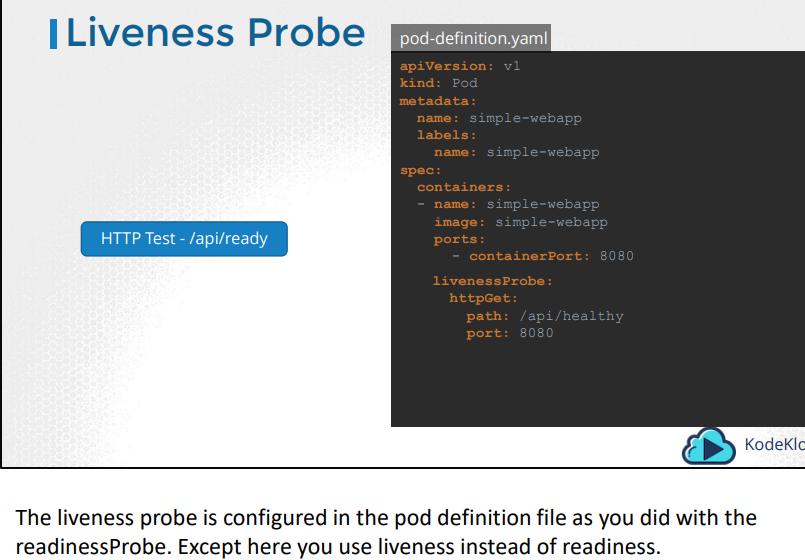 Liveness Probe
pod-definition.yaml
apiVersion: v1
kind: Pod
metadata:
  name: simple-webapp
  labels:
    name: simple-webapp
spec:
  containers:
  - name: simple-webapp
    image: simple-webapp
    ports:
      - containerPort: 8080
    livenessProbe:
      httpGet:
        path: /api/healthy
        port: 8080
HTTP Test - /api/ready
The liveness probe is configured in the pod definition file as you did with the
readinessProbe. Except here you use liveness instead of readiness.